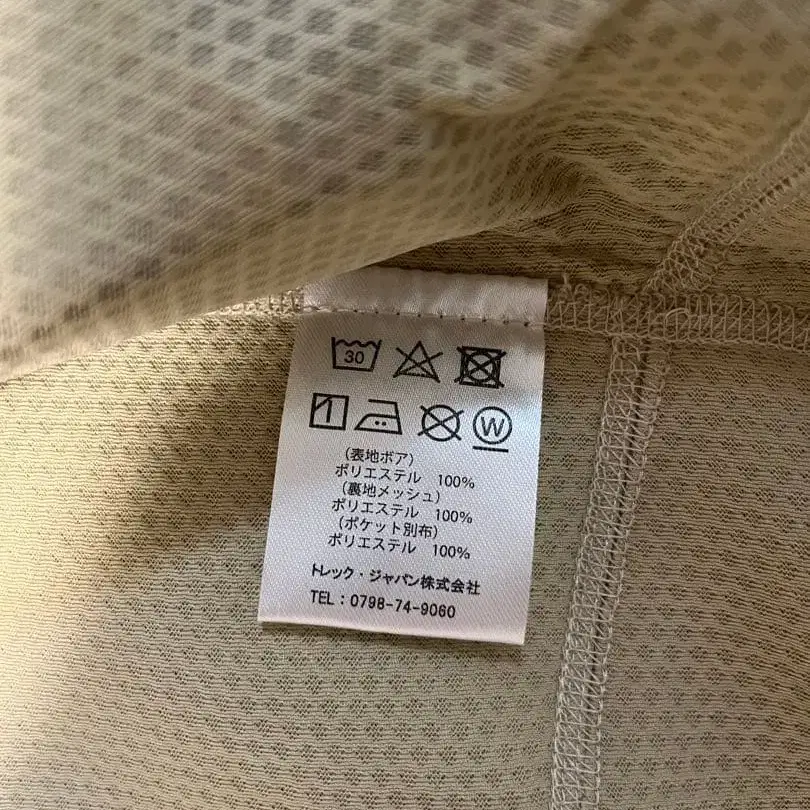 30
W
（表地ボア）
ポリエステル 100%
（裏地メッシュ）
ポリエステル 100%
（ポケット別布）
ポリエステル 100%
トレック・ジャパン株式会社
TEL：0798-74-9060